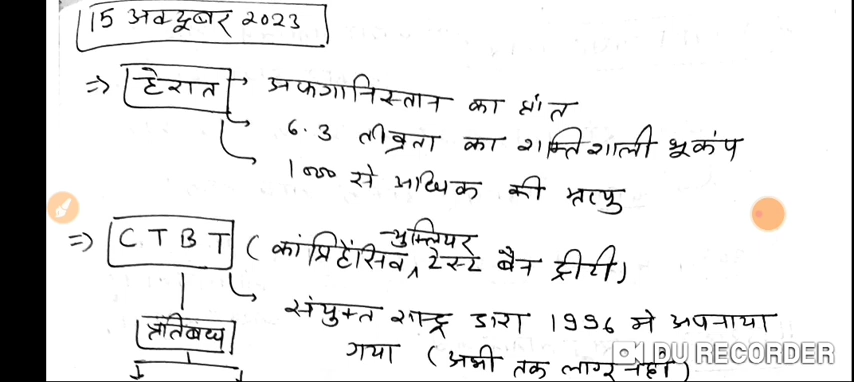 15 अक्टूबर 2023
⇒ हेरात → अफगानिस्तान का प्रांत
6.3 तीव्रता का शक्तिशाली भूकंप
1000 से अधिक की मृत्यु
⇒ CTBT (कांप्रिहेंसिव न्युक्लियर टेस्ट बैन ट्रीटी)
संयुक्त राष्ट्र द्वारा 1996 में अपनाया
प्रतिबन्ध
गया (अभी तक लागू नहीं)
DU RECORDER